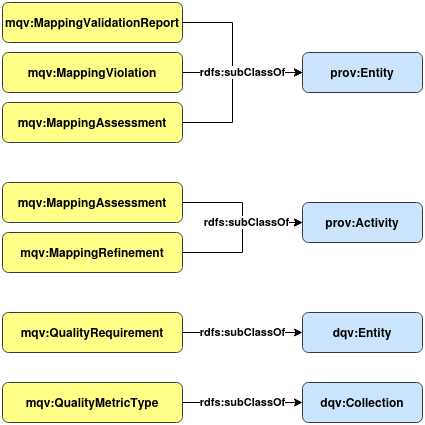 mqv:MappingValidationReport
mqv:MappingViolation
rdfs:subClassOf
prov:Entity
mqv:MappingAssessment
mqv:MappingAssessment
rdfs:subClassOf
prov:Activity
mqv:MappingRefinement
mqv:QualityRequirement
rdfs:subClassOf
dqv:Entity
mqv:QualityMetricType
rdfs:subClassOf
dqv:Collection